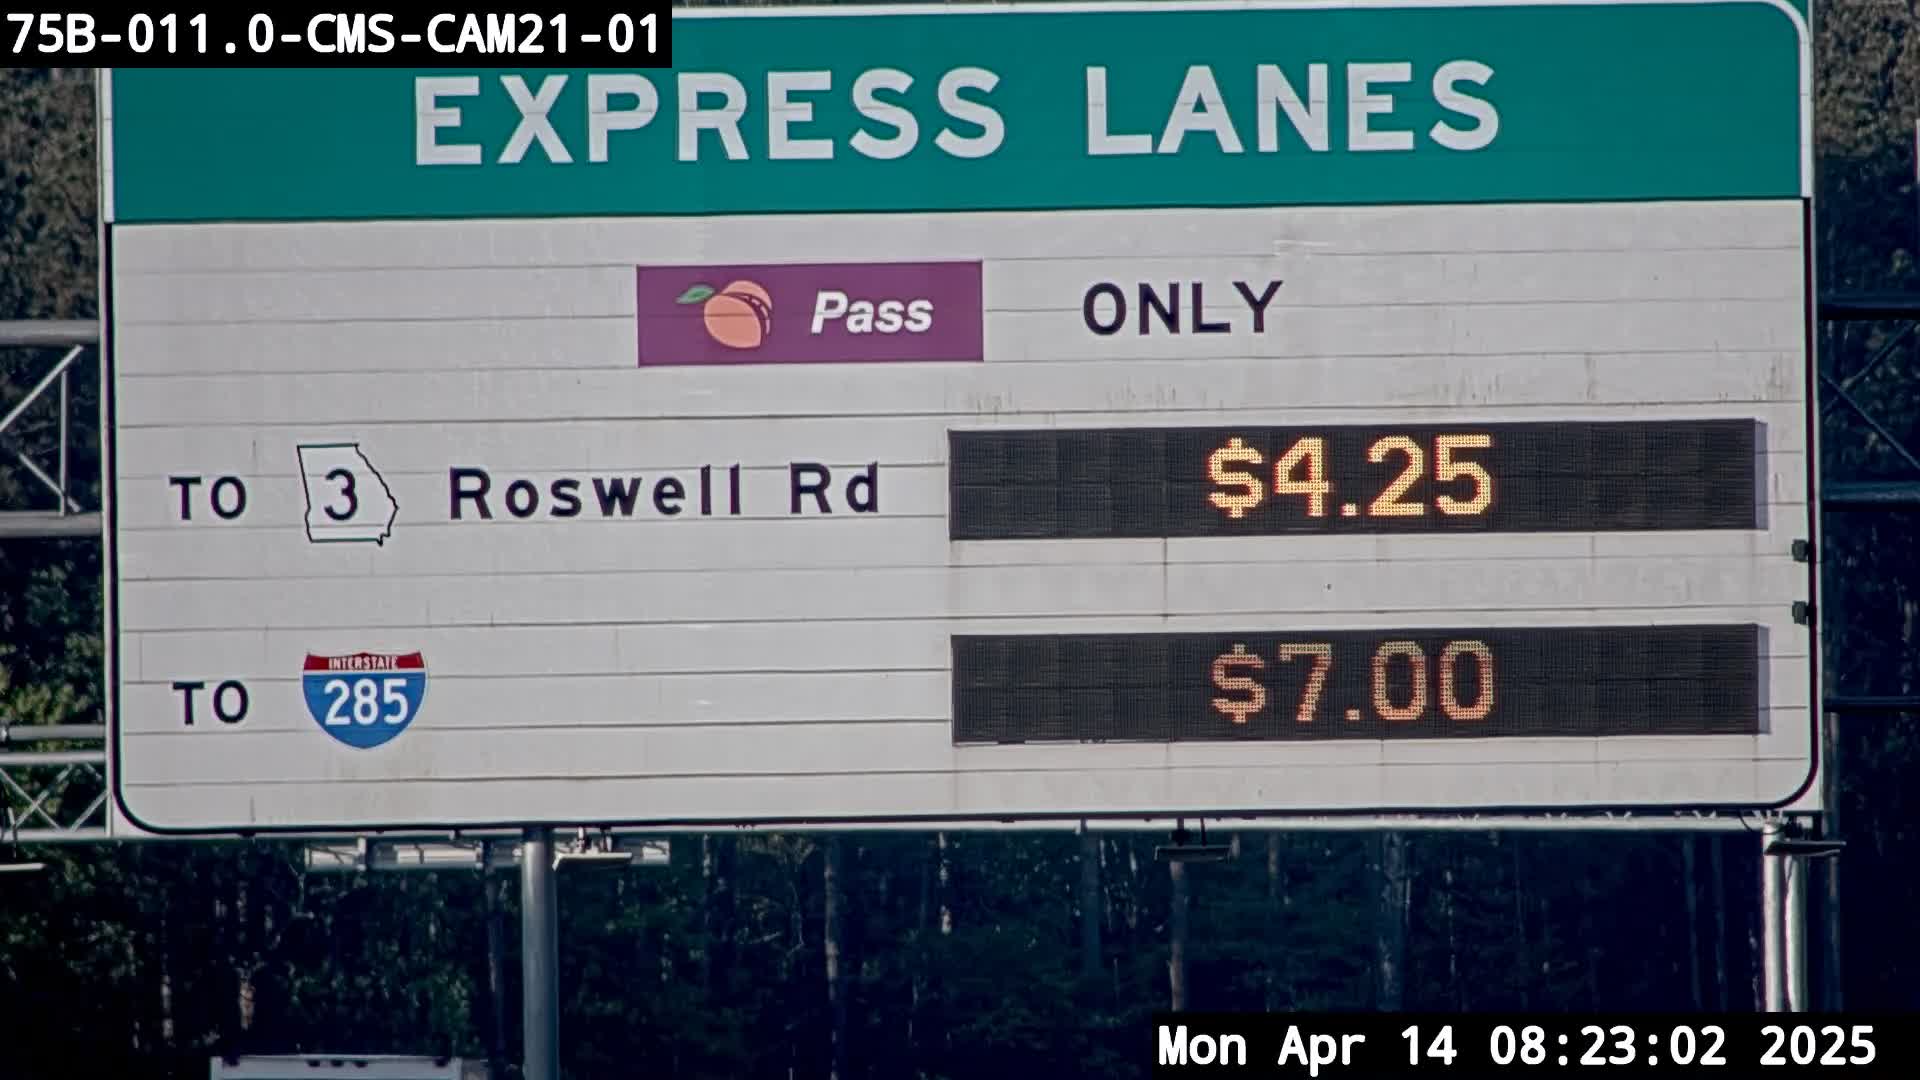 75B-011.0-CMS-CAM21-01
EXPRESS LANES
Pass ONLY
TO 3 Roswell Rd $4.25
TO INTERSTATE 285 $7.00
Mon Apr 14 08:23:02 2025